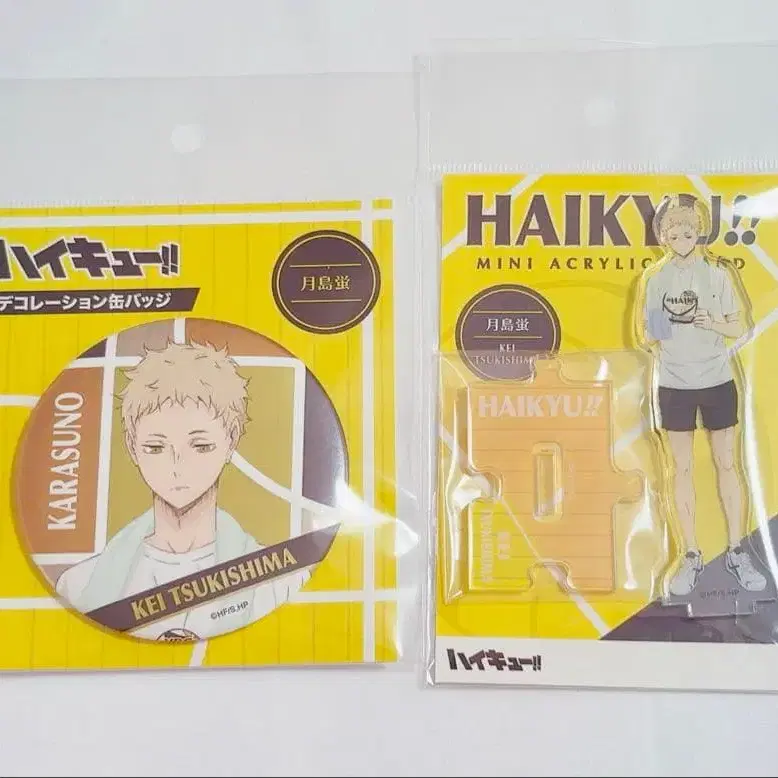 ハイキュー!!
デコレーション缶バッジ
月島蛍
KARASUNO
KEI TSUKISHIMA
©HF/S,HP
HAIKYU!!
MINI ACRYLIC
月島蛍
KEI
TSUKISHIMA
HAIKYU!!
©HF/S,HP
ハイキュー!!